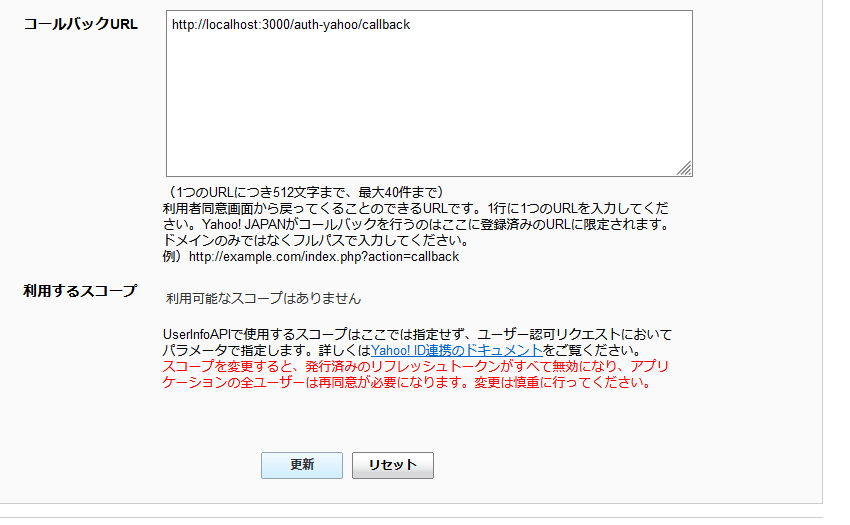 コールバックURL
http://localhost:3000/auth-yahoo/callback
（1つのURLにつき512文字まで、最大40件まで）
利用者同意画面から戻ってくることのできるURLです。1行に1つのURLを入力してくだ
さい。Yahoo! JAPANがコールバックを行うのはここに登録済みのURLに限定されます。
ドメインのみではなくフルパスで入力してください。
例）http://example.com/index.php?action=callback
利用するスコープ
利用可能なスコープはありません
UserInfoAPIで使用するスコープはここでは指定せず、ユーザー認可リクエストにおいて
パラメータで指定します。詳しくはYahoo! ID連携のドキュメントをご覧ください。
スコープを変更すると、発行済みのリフレッシュトークンがすべて無効になり、アプリ
ケーションの全ユーザーは再同意が必要になります。変更は慎重に行ってください。
更新 リセット